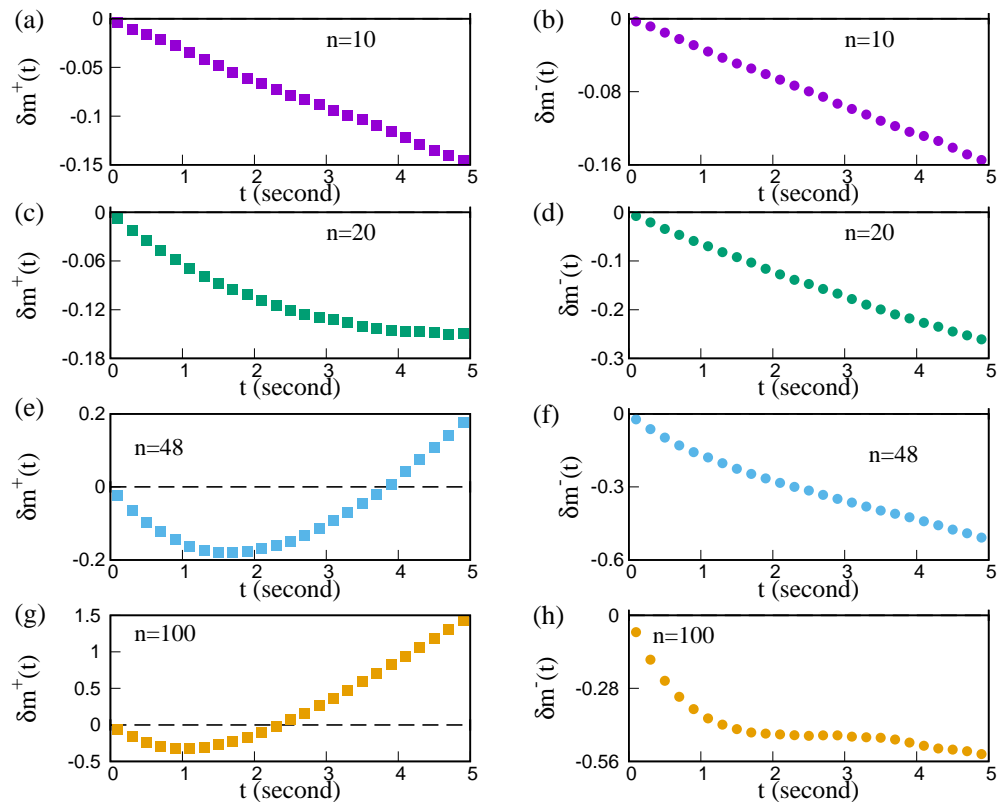 (a)
0
-0.05
-0.1
-0.15
δm⁺(t)
n=10
0 1 2 3 4 5
t (second)
(b)
0
-0.08
-0.16
δm⁻(t)
n=10
0 1 2 3 4 5
t (second)
(c)
0
-0.06
-0.12
-0.18
δm⁺(t)
n=20
0 1 2 3 4 5
t (second)
(d)
0
-0.1
-0.2
-0.3
δm⁻(t)
n=20
0 1 2 3 4 5
t (second)
(e)
0.2
0
-0.2
δm⁺(t)
n=48
0 1 2 3 4 5
t (second)
(f)
0
-0.3
-0.6
δm⁻(t)
n=48
0 1 2 3 4 5
t (second)
(g)
1.5
1
0.5
0
-0.5
δm⁺(t)
n=100
0 1 2 3 4 5
t (second)
(h)
0
-0.28
-0.56
δm⁻(t)
n=100
0 1 2 3 4 5
t (second)